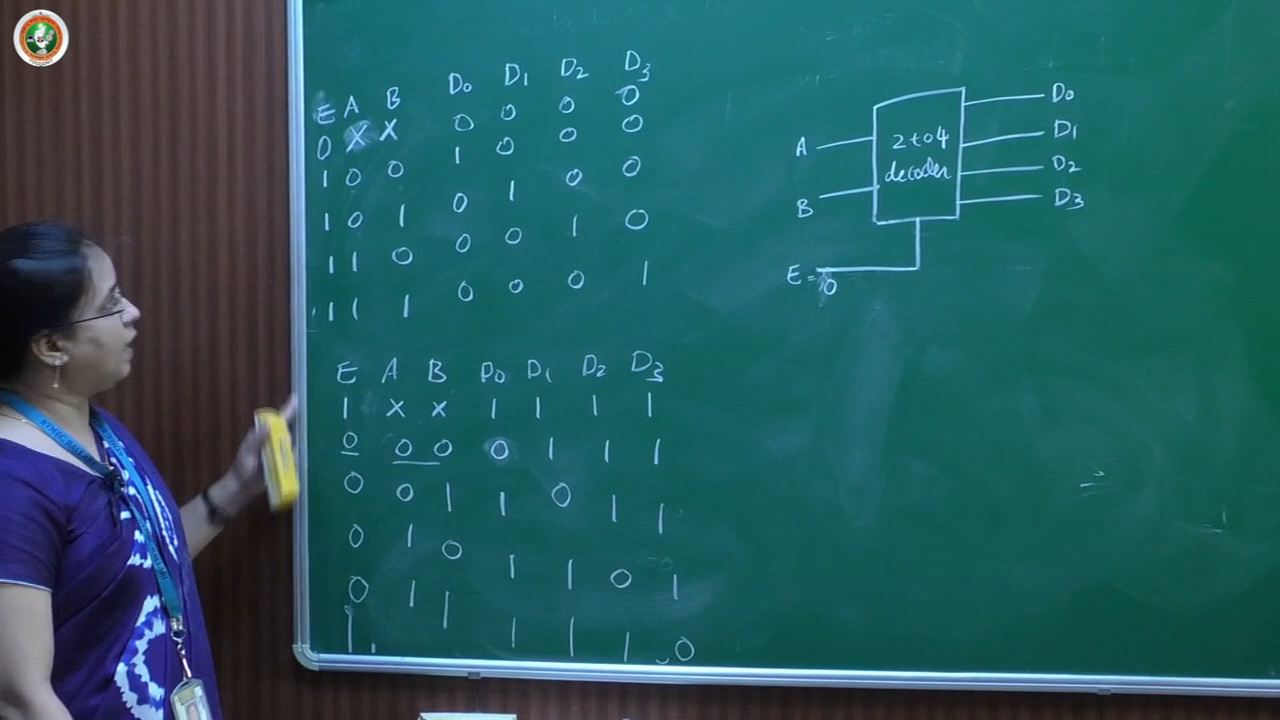 E A B D0 D1 D2 D3
0 X X 0 0 0 0
1 0 0 1 0 0 0
1 0 1 0 1 0 0
1 1 0 0 0 1 0
1 1 1 0 0 0 1
E A B D0 D1 D2 D3
1 X X 1 1 1 1
0 0 0 0 1 1 1
0 0 1 1 0 1 1
0 1 0 1 1 0 1
0 1 1 1 1 1 0
A
B
E = 0
2 to 4
decoder
D0
D1
D2
D3